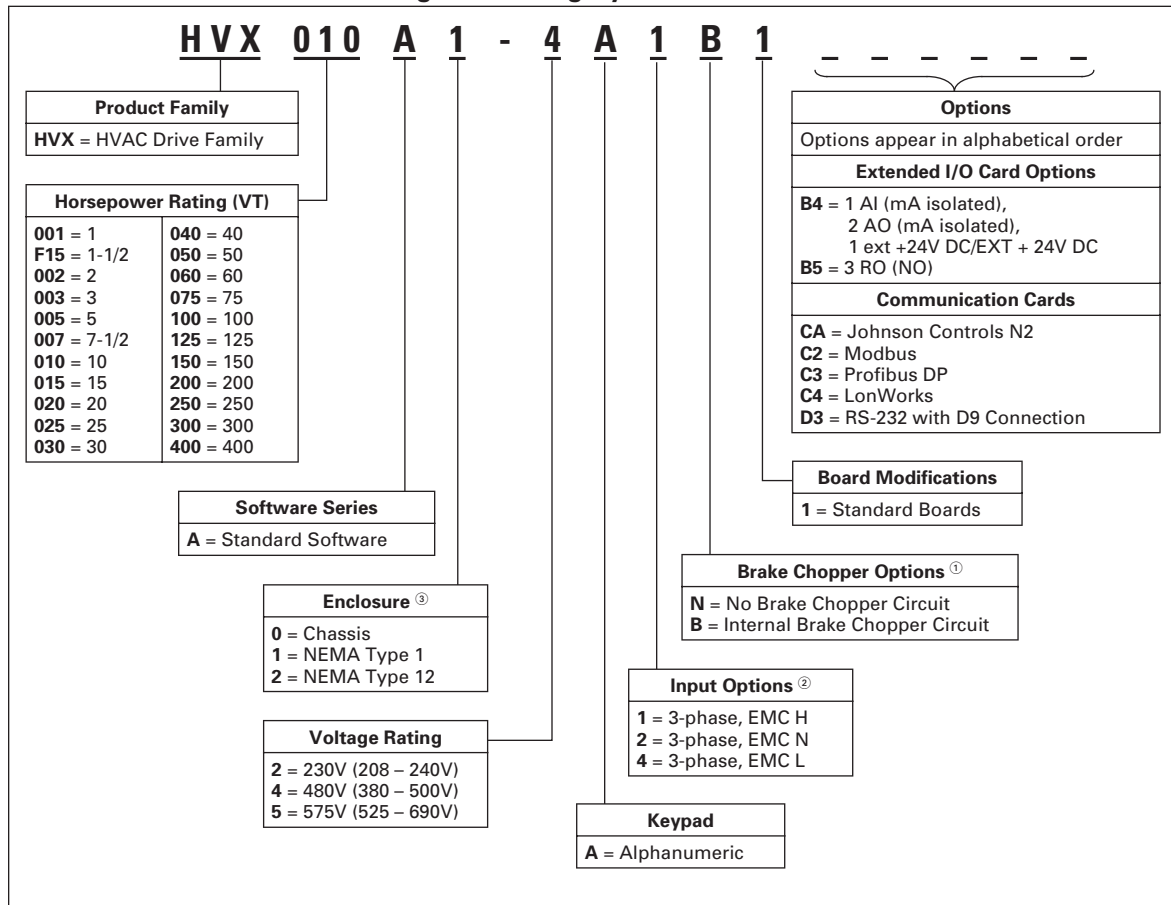 HVX 010 A 1 - 4 A 1 B 1 _ _ _ _ _ _
Product Family
HVX = HVAC Drive Family
Horsepower Rating (VT)
001 = 1
F15 = 1-1/2
002 = 2
003 = 3
005 = 5
007 = 7-1/2
010 = 10
015 = 15
020 = 20
025 = 25
030 = 30
040 = 40
050 = 50
060 = 60
075 = 75
100 = 100
125 = 125
150 = 150
200 = 200
250 = 250
300 = 300
400 = 400
Software Series
A = Standard Software
Enclosure ③
0 = Chassis
1 = NEMA Type 1
2 = NEMA Type 12
Voltage Rating
2 = 230V (208 – 240V)
4 = 480V (380 – 500V)
5 = 575V (525 – 690V)
Keypad
A = Alphanumeric
Input Options ②
1 = 3-phase, EMC H
2 = 3-phase, EMC N
4 = 3-phase, EMC L
Brake Chopper Options ①
N = No Brake Chopper Circuit
B = Internal Brake Chopper Circuit
Board Modifications
1 = Standard Boards
Options
Options appear in alphabetical order
Extended I/O Card Options
B4 = 1 AI (mA isolated),
2 AO (mA isolated),
1 ext +24V DC/EXT + 24V DC
B5 = 3 RO (NO)
Communication Cards
CA = Johnson Controls N2
C2 = Modbus
C3 = Profibus DP
C4 = LonWorks
D3 = RS-232 with D9 Connection